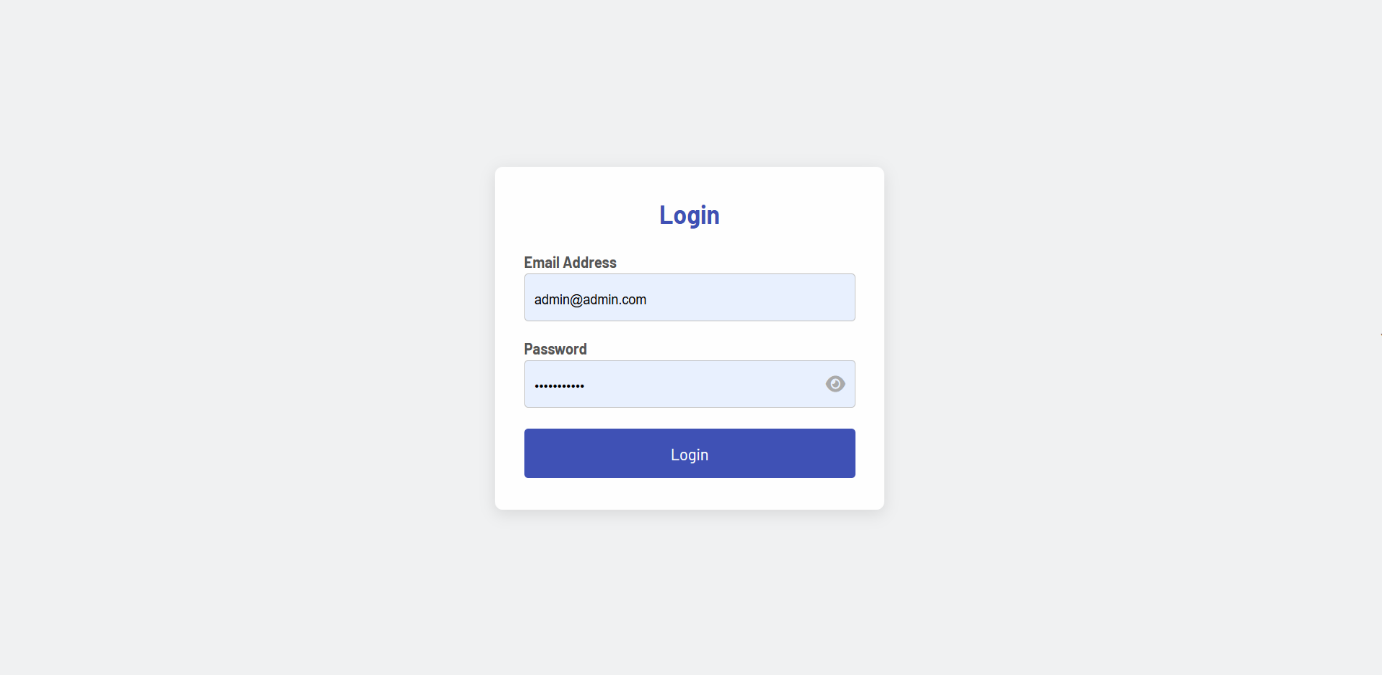 Login
Email Address
admin@admin.com
Password
•••••••••••
Login